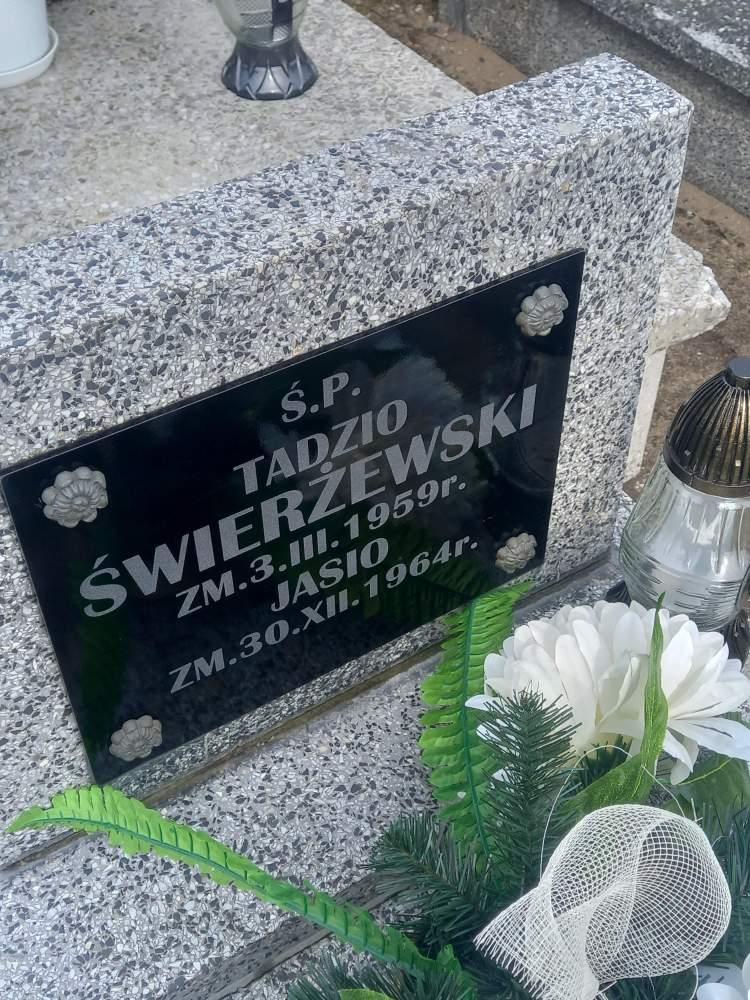 Ś.P.
TADZIO
ŚWIERŻEWSKI
ZM.3.III.1959r.
JASIO
ZM.30.XII.1964r.